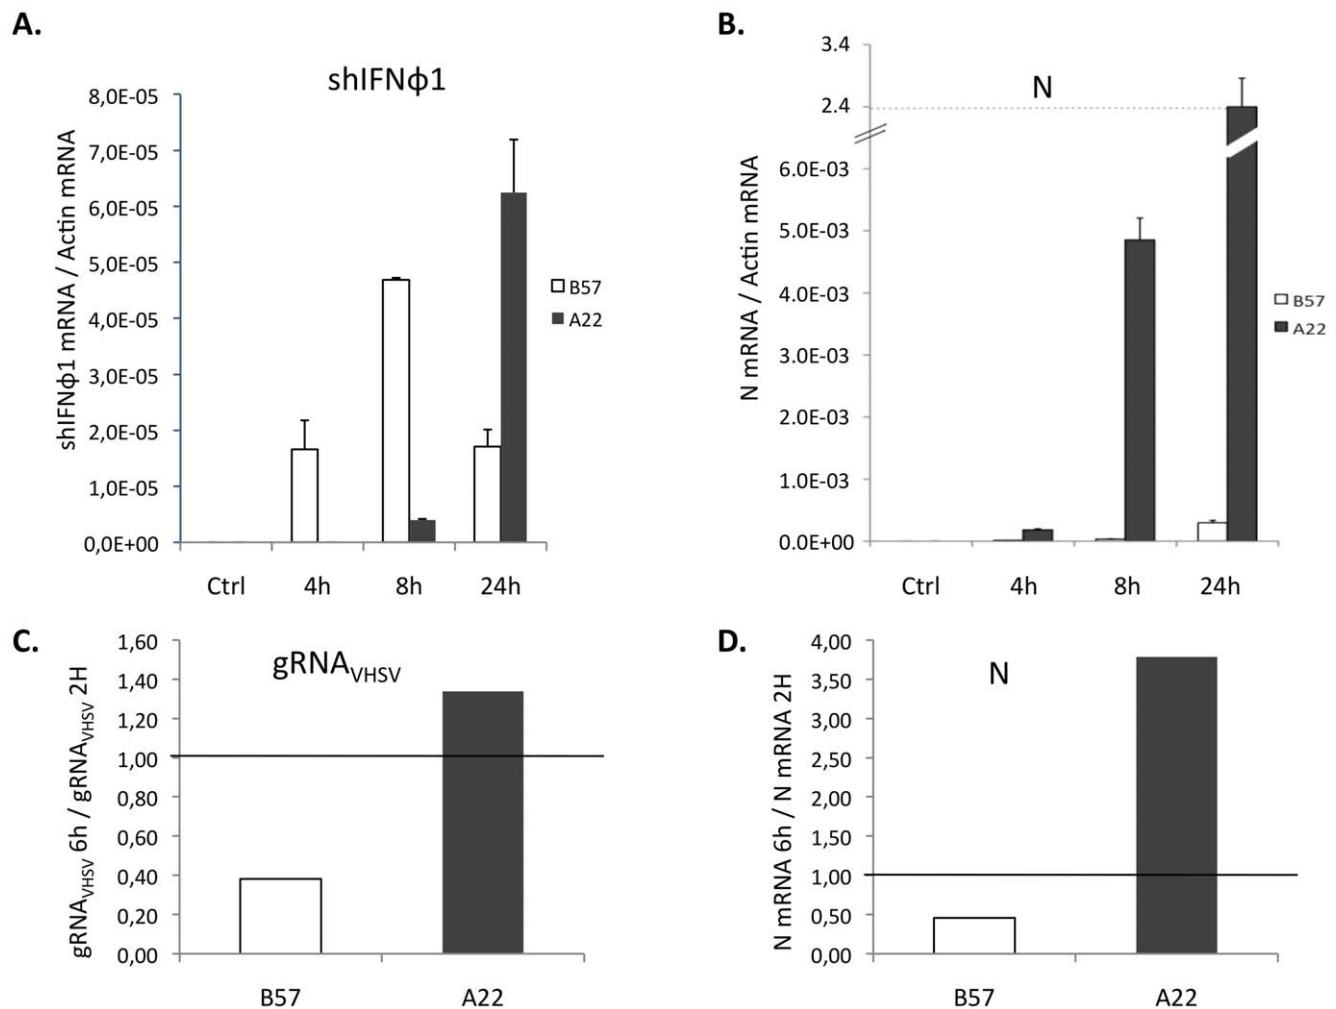 A.
shIFNϕ1
shIFNϕ1 mRNA / Actin mRNA
8,0E-05
7,0E-05
6,0E-05
5,0E-05
4,0E-05
3,0E-05
2,0E-05
1,0E-05
0,0E+00
Ctrl 4h 8h 24h
B57
A22
B.
N
N mRNA / Actin mRNA
3.4
2.4
6.0E-03
5.0E-03
4.0E-03
3.0E-03
2.0E-03
1.0E-03
0.0E+00
Ctrl 4h 8h 24h
B57
A22
C.
gRNAVHSV
gRNAVHSV 6h / gRNAVHSV 2H
1,60
1,40
1,20
1,00
0,80
0,60
0,40
0,20
0,00
B57 A22
D.
N
N mRNA 6h / N mRNA 2H
4,00
3,50
3,00
2,50
2,00
1,50
1,00
0,50
0,00
B57 A22